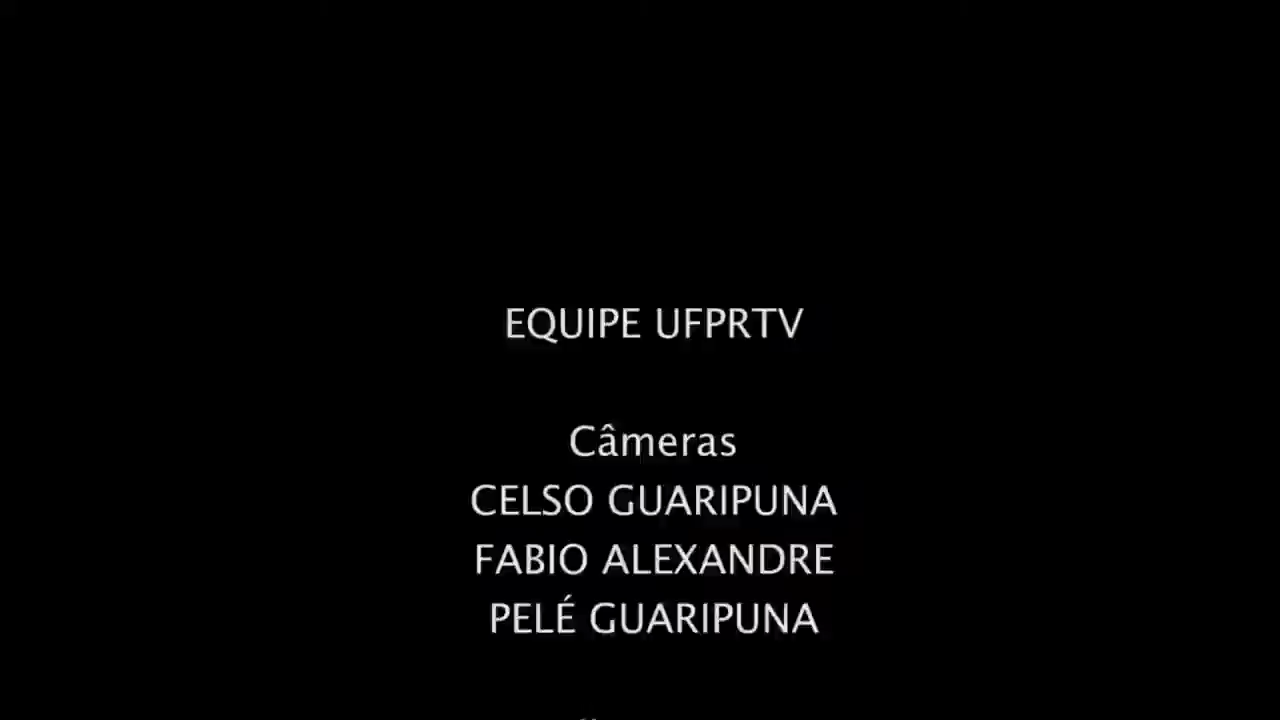 EQUIPE UFPRTV
Câmeras
CELSO GUARIPUNA
FABIO ALEXANDRE
PELÉ GUARIPUNA